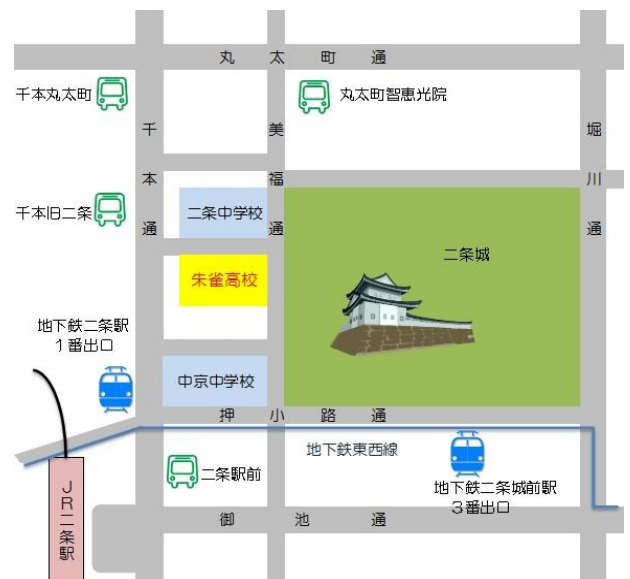 丸太町通
千本丸太町
丸太町智恵光院
千本通
美福通
堀川通
千本旧二条
二条中学校
二条城
朱雀高校
地下鉄二条駅
1番出口
中京中学校
押小路通
地下鉄東西線
二条駅前
地下鉄二条城前駅
3番出口
JR二条駅
御池通